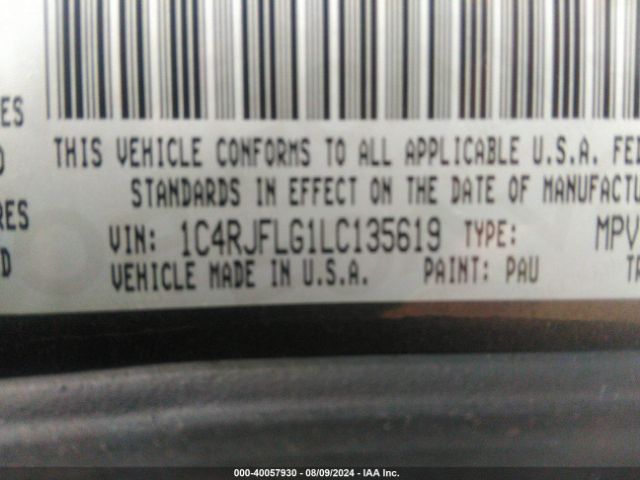 ES
THIS VEHICLE CONFORMS TO ALL APPLICABLE U.S.A. FE
STANDARDS IN EFFECT ON THE DATE OF MANUFACTU
RES
VIN: 1C4RJFLG1LC135619 TYPE: MPV
D
VEHICLE MADE IN U.S.A. PAINT: PAU
000-40057930 - 08/09/2024 - IAA Inc.